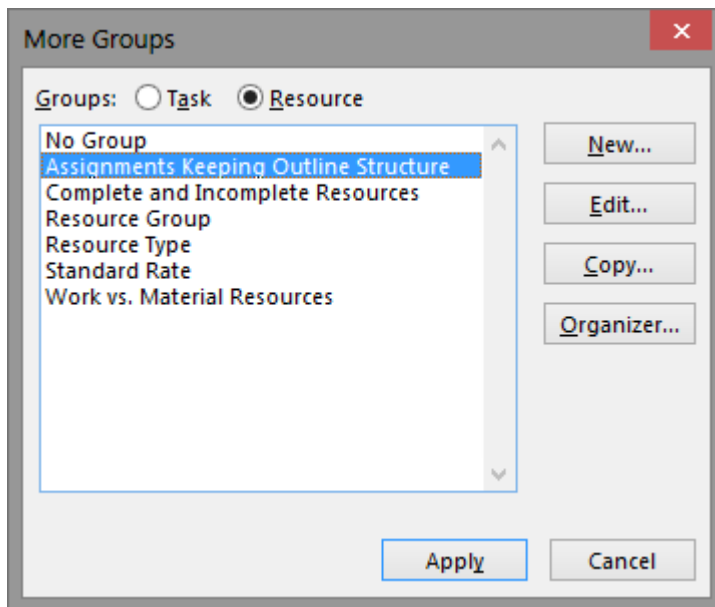 More Groups
Groups: Task Resource
No Group
Assignments Keeping Outline Structure
Complete and Incomplete Resources
Resource Group
Resource Type
Standard Rate
Work vs. Material Resources
New...
Edit...
Copy...
Organizer...
Apply Cancel